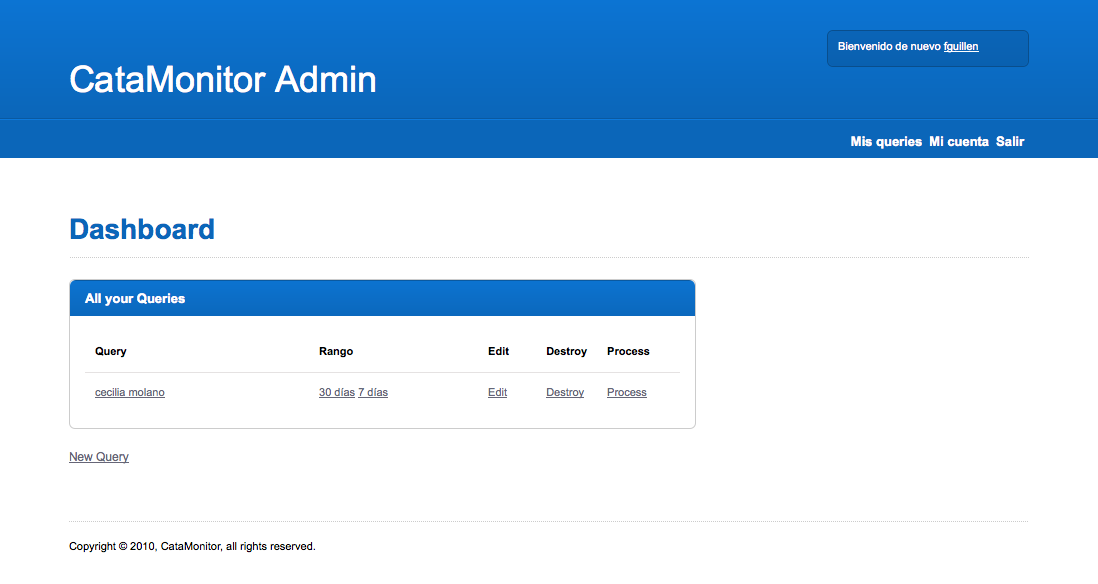 Bienvenido de nuevo fguillen
CataMonitor Admin
Mis queries Mi cuenta Salir
Dashboard
All your Queries
Query Rango Edit Destroy Process
cecilia molano 30 días 7 días Edit Destroy Process
New Query
Copyright © 2010, CataMonitor, all rights reserved.